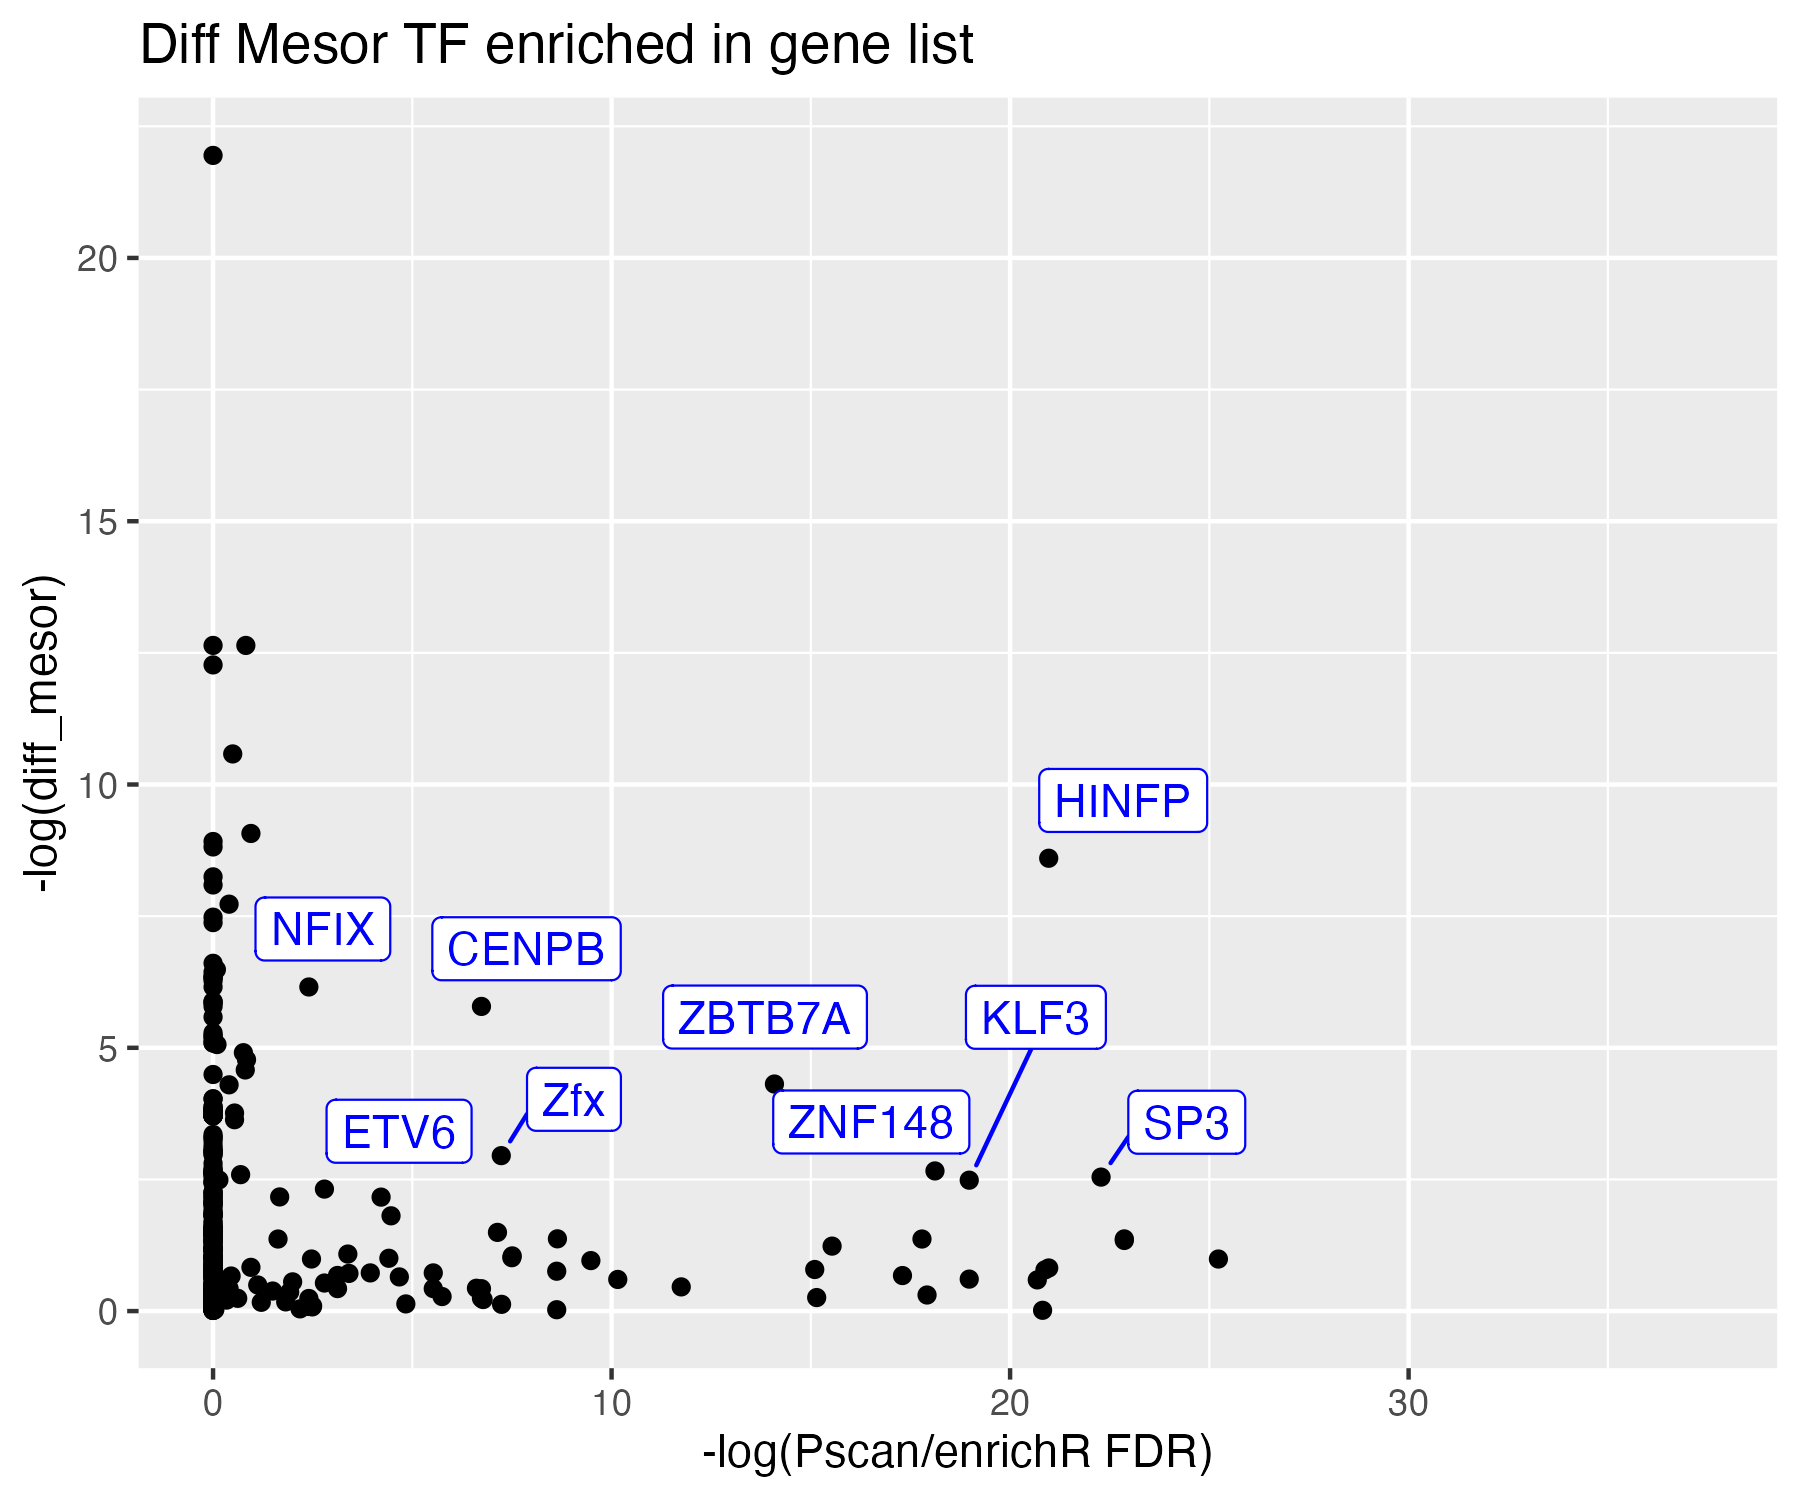 Diff Mesor TF enriched in gene list
-log(diff_mesor)
20
15
10
5
0
HINFP
NFIX
CENPB
ZBTB7A
KLF3
Zfx
ETV6
ZNF148
SP3
0
10
20
30
-log(Pscan/enrichR FDR)